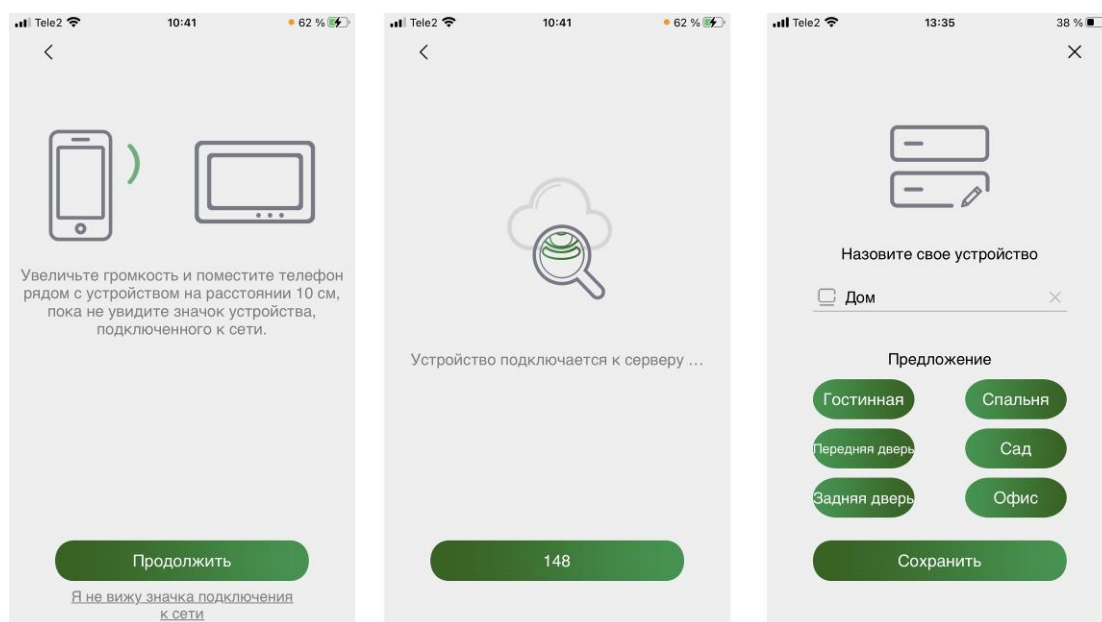 Tele2 10:41 62 %
Увеличьте громкость и поместите телефон
рядом с устройством на расстоянии 10 см,
пока не увидите значок устройства,
подключенного к сети.
Продолжить
Я не вижу значка подключения
к сети
Tele2 10:41 62 %
Устройство подключается к серверу ...
148
Tele2 13:35 38 %
Назовите свое устройство
Дом
Предложение
Гостинная Спальня
Передняя дверь Сад
Задняя дверь Офис
Сохранить